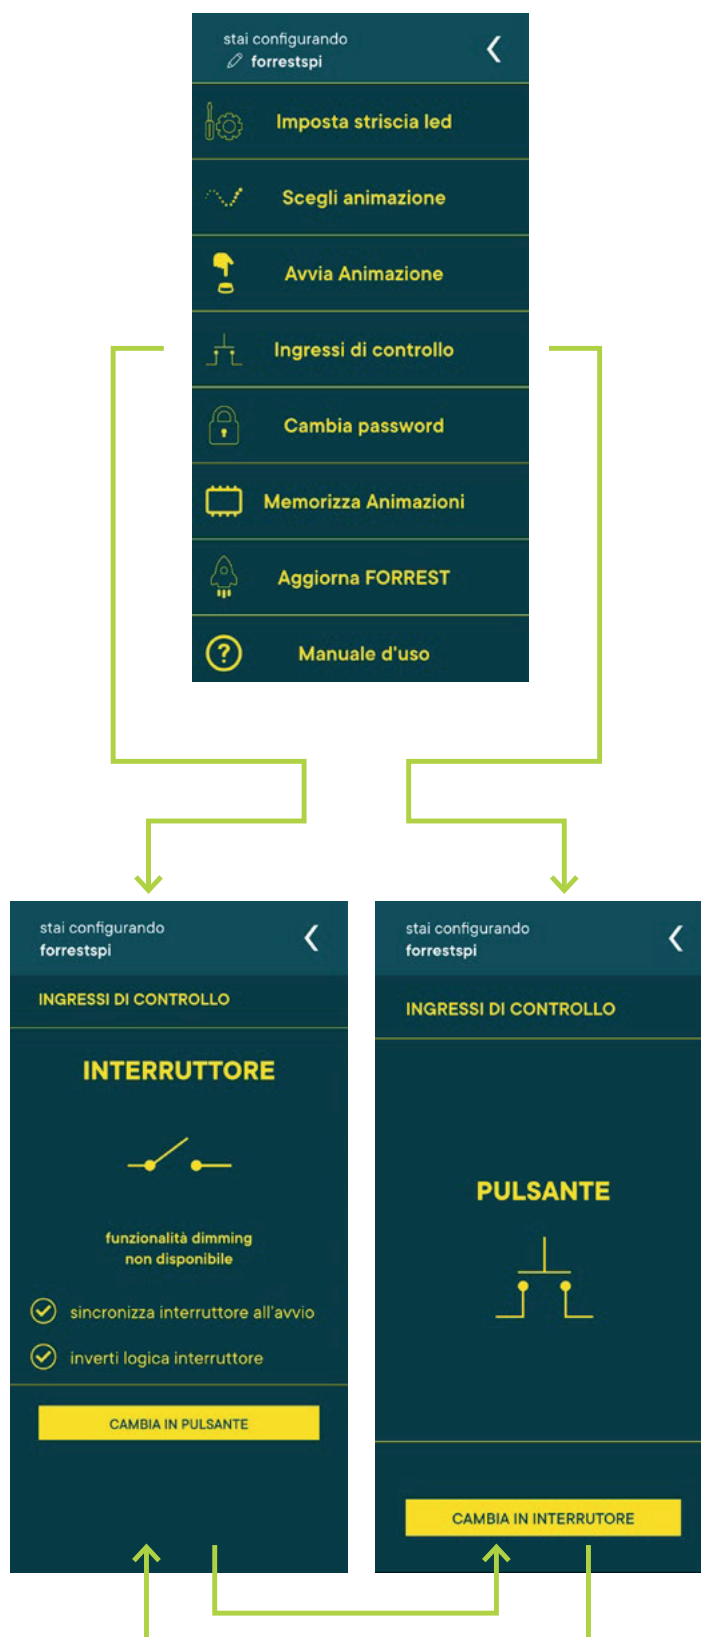 stai configurando
forrestspi
Imposta striscia led
Scegli animazione
Avvia Animazione
Ingressi di controllo
Cambia password
Memorizza Animazioni
Aggiorna FORREST
?
Manuale d'uso
stai configurando
forrestspi
INGRESSI DI CONTROLLO
INTERRUTTORE
funzionalità dimming
non disponibile
sincronizza interruttore all'avvio
inverti logica interruttore
CAMBIA IN PULSANTE
stai configurando
forrestspi
INGRESSI DI CONTROLLO
PULSANTE
CAMBIA IN INTERRUTORE